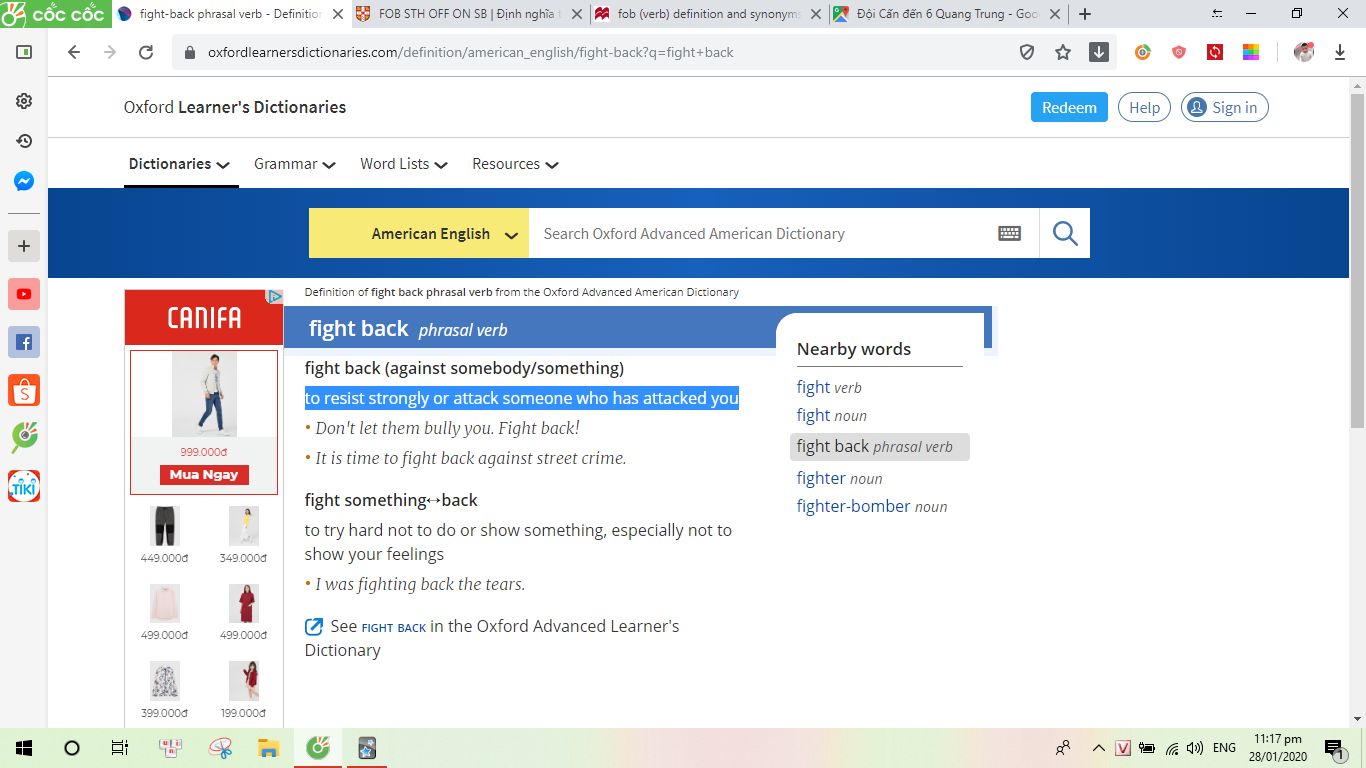 cốc cốc
fight-back phrasal verb - Definition
FOB STH OFF ON SB | Định nghĩa t
fob (verb) definition and synonyms
Đội Cấn đến 6 Quang Trung - Goo
oxfordlearnersdictionaries.com/definition/american_english/fight-back?q=fight+back
Oxford Learner's Dictionaries
Redeem
Help
Sign in
Dictionaries
Grammar
Word Lists
Resources
American English
Search Oxford Advanced American Dictionary
Definition of fight back phrasal verb from the Oxford Advanced American Dictionary
fight back phrasal verb
fight back (against somebody/something)
to resist strongly or attack someone who has attacked you
• Don't let them bully you. Fight back!
• It is time to fight back against street crime.
fight something↔back
to try hard not to do or show something, especially not to
show your feelings
• I was fighting back the tears.
See FIGHT BACK in the Oxford Advanced Learner's
Dictionary
Nearby words
fight verb
fight noun
fight back phrasal verb
fighter noun
fighter-bomber noun
CANIFA
999.000đ
Mua Ngay
449.000đ
349.000đ
499.000đ
499.000đ
399.000đ
199.000đ
TIKI
ENG
11:17 pm
28/01/2020
1